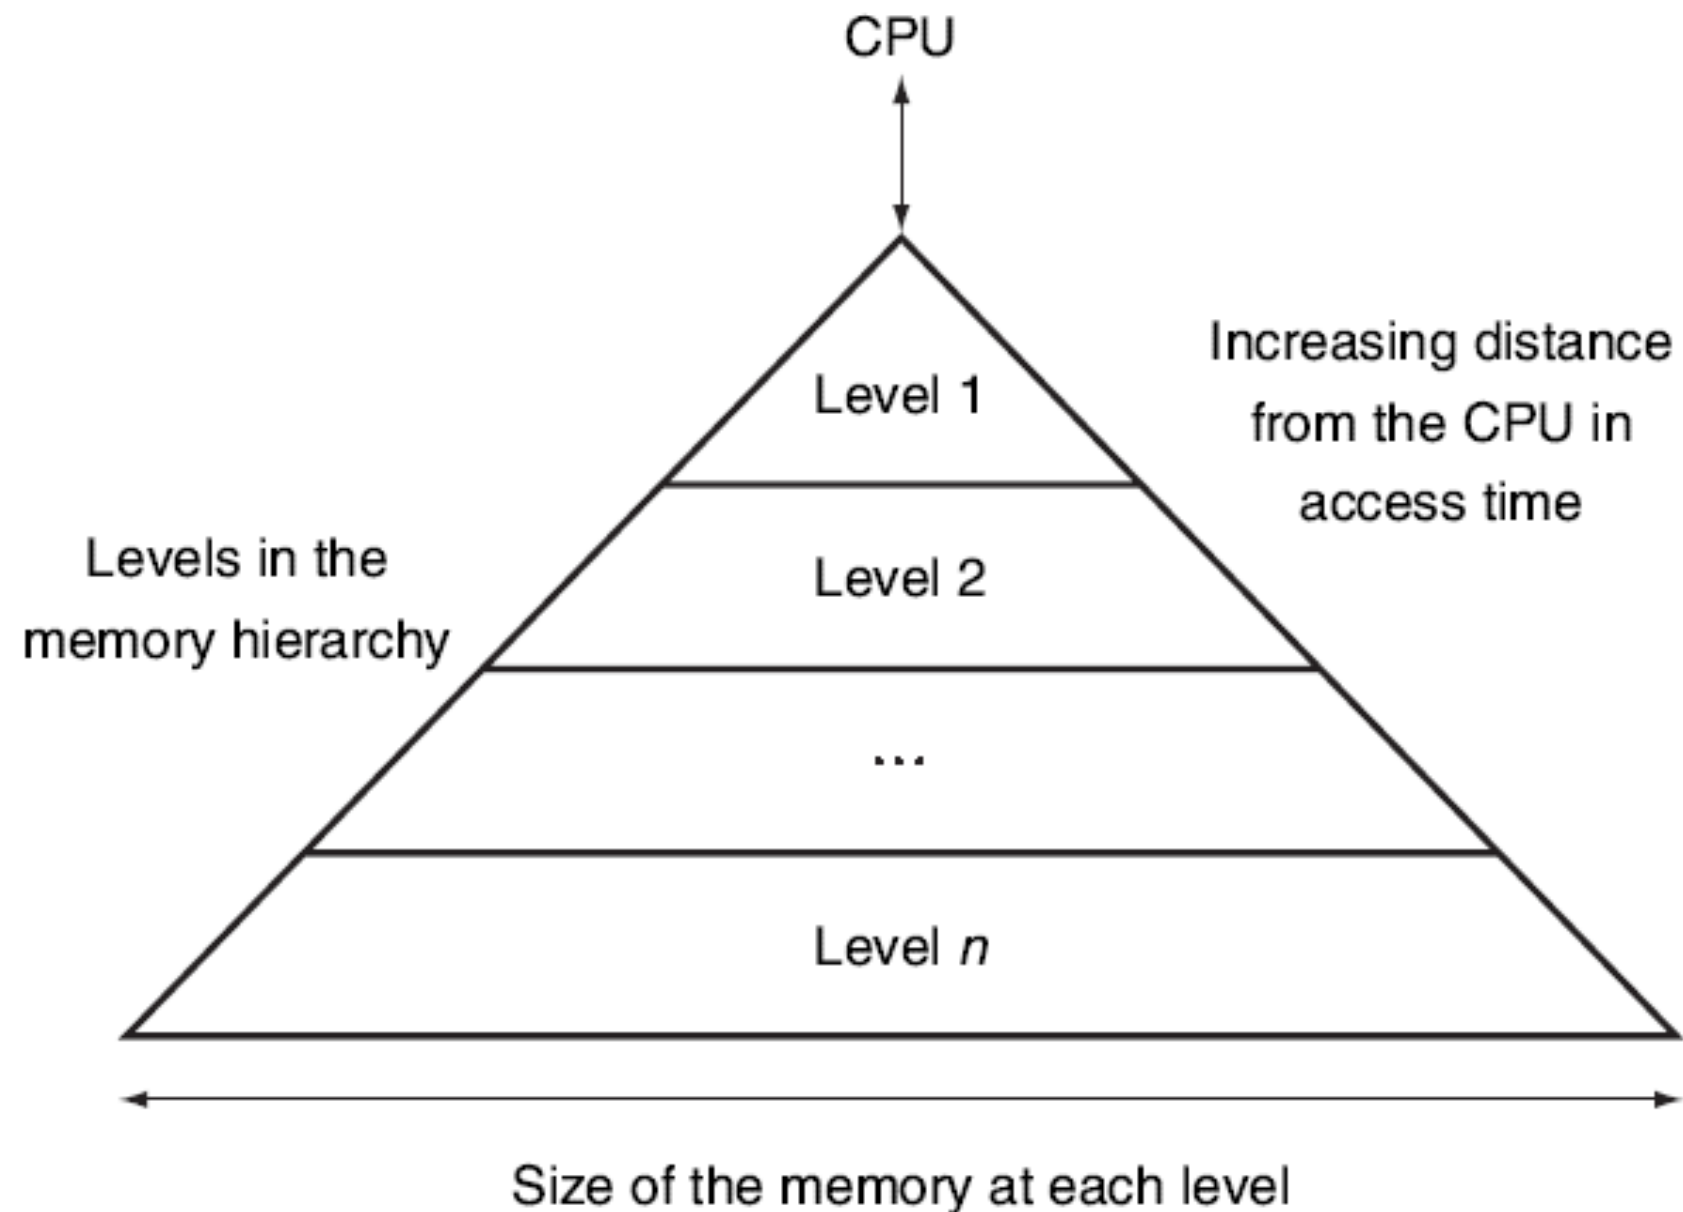 CPU
Level 1
Increasing distance
from the CPU in
access time
Levels in the
memory hierarchy
Level 2
...
Level n
Size of the memory at each level